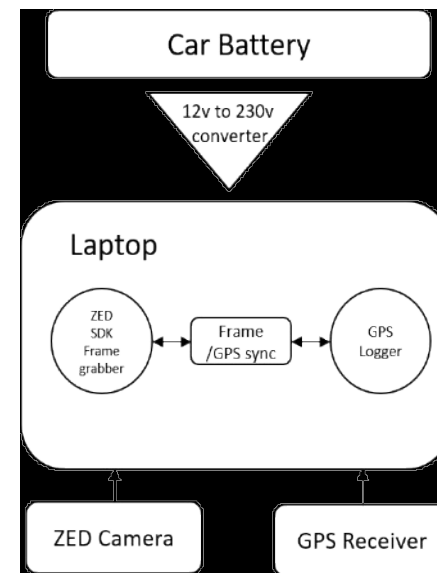 Car Battery
12v to 230v
converter
Laptop
ZED
SDK
Frame
grabber
Frame
/GPS sync
GPS
Logger
ZED Camera
GPS Receiver